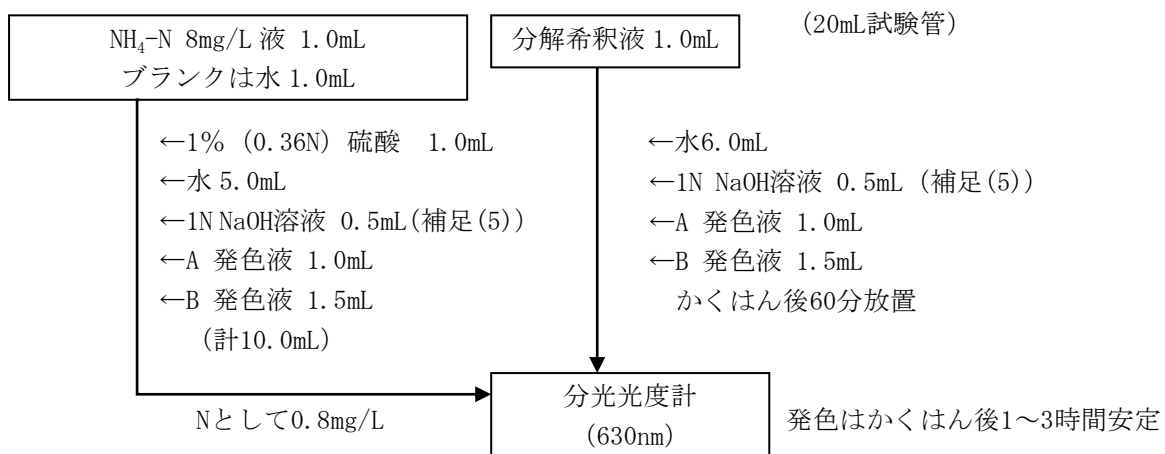 NH₄-N 8mg/L 液 1.0mL
ブランクは水 1.0mL
←1% (0.36N) 硫酸　1.0mL
←水 5.0mL
←1N NaOH溶液 0.5mL(補足(5))
←A 発色液 1.0mL
←B 発色液 1.5mL
(計10.0mL)
Nとして0.8mg/L
分解希釈液 1.0mL
(20mL試験管)
←水6.0mL
←1N NaOH溶液 0.5mL (補足(5))
←A 発色液 1.0mL
←B 発色液 1.5mL
かくはん後60分放置
分光光度計
(630nm)
発色はかくはん後1～3時間安定